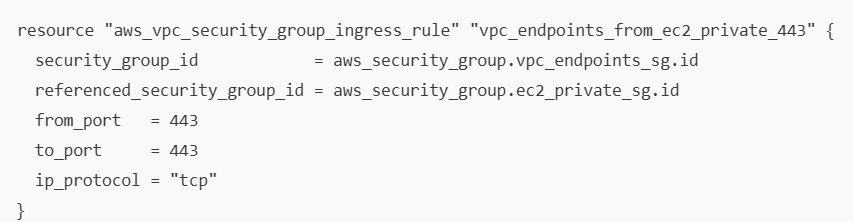 resource "aws_vpc_security_group_ingress_rule" "vpc_endpoints_from_ec2_private_443" {
  security_group_id            = aws_security_group.vpc_endpoints_sg.id
  referenced_security_group_id = aws_security_group.ec2_private_sg.id
  from_port   = 443
  to_port     = 443
  ip_protocol = "tcp"
}